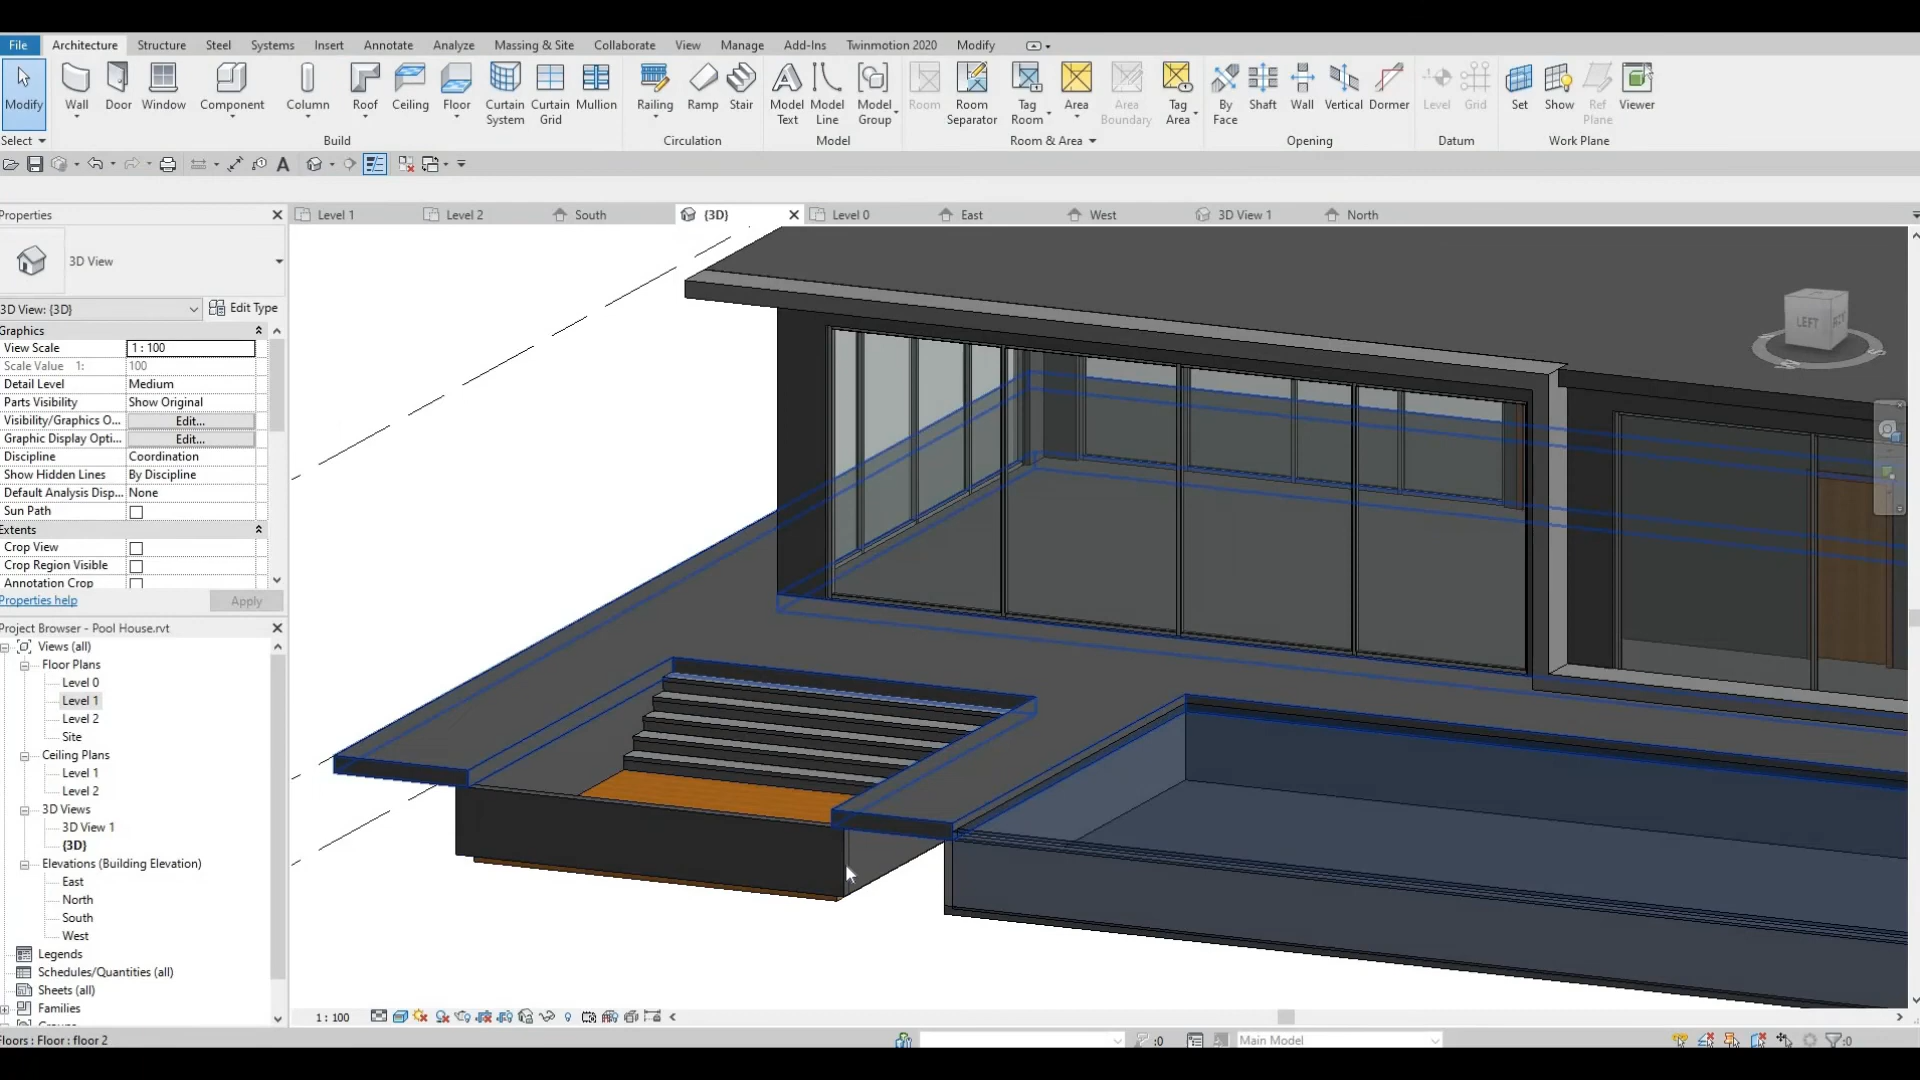 File Architecture Structure Steel Systems Insert Annotate Analyze Massing & Site Collaborate View Manage Add-Ins Twinmotion 2020 Modify
Modify Wall Door Window Component Column Roof Ceiling Floor Curtain System Curtain Grid Mullion Railing Ramp Stair Model Text Model Line Model Group Room Room Separator Tag Room Area Area Boundary Tag Area By Face Shaft Wall Vertical Dormer Level Grid Set Show Ref Plane Viewer
Select Build Circulation Model Room & Area Opening Datum Work Plane
Properties
Level 1 Level 2 South {3D} Level 0 East West 3D View 1 North
3D View
3D View: {3D} Edit Type
Graphics
View Scale 1 : 100
Scale Value 1: 100
Detail Level Medium
Parts Visibility Show Original
Visibility/Graphics O... Edit...
Graphic Display Opti... Edit...
Discipline Coordination
Show Hidden Lines By Discipline
Default Analysis Disp... None
Sun Path
Extents
Crop View
Crop Region Visible
Annotation Crop
Properties help Apply
Project Browser - Pool House.rvt
Views (all)
Floor Plans
Level 0
Level 1
Level 2
Site
Ceiling Plans
Level 1
Level 2
3D Views
3D View 1
{3D}
Elevations (Building Elevation)
East
North
South
West
Legends
Schedules/Quantities (all)
Sheets (all)
Families
LEFT
1 : 100
Floors : Floor : floor 2
:0 Main Model :0